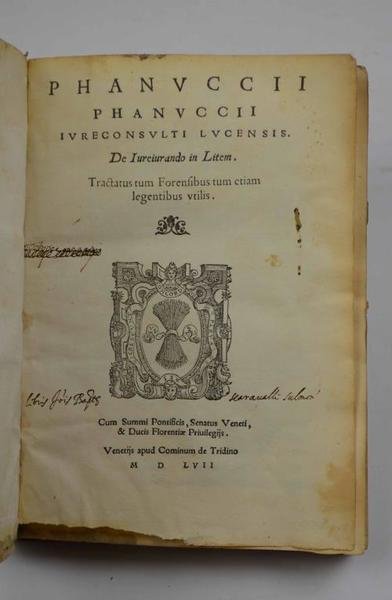 PHANVCCII
PHANVCCII
IVRECONSVLTI LVCENSIS.
De Iureiurando in Litem.
Tractatus tum Forensibus tum etiam
legentibus vtilis.
Cum Summi Pontificis, Senatus Veneti,
& Ducis Florentiæ Priuilegijs.
Venetijs apud Cominum de Tridino
M D LVII